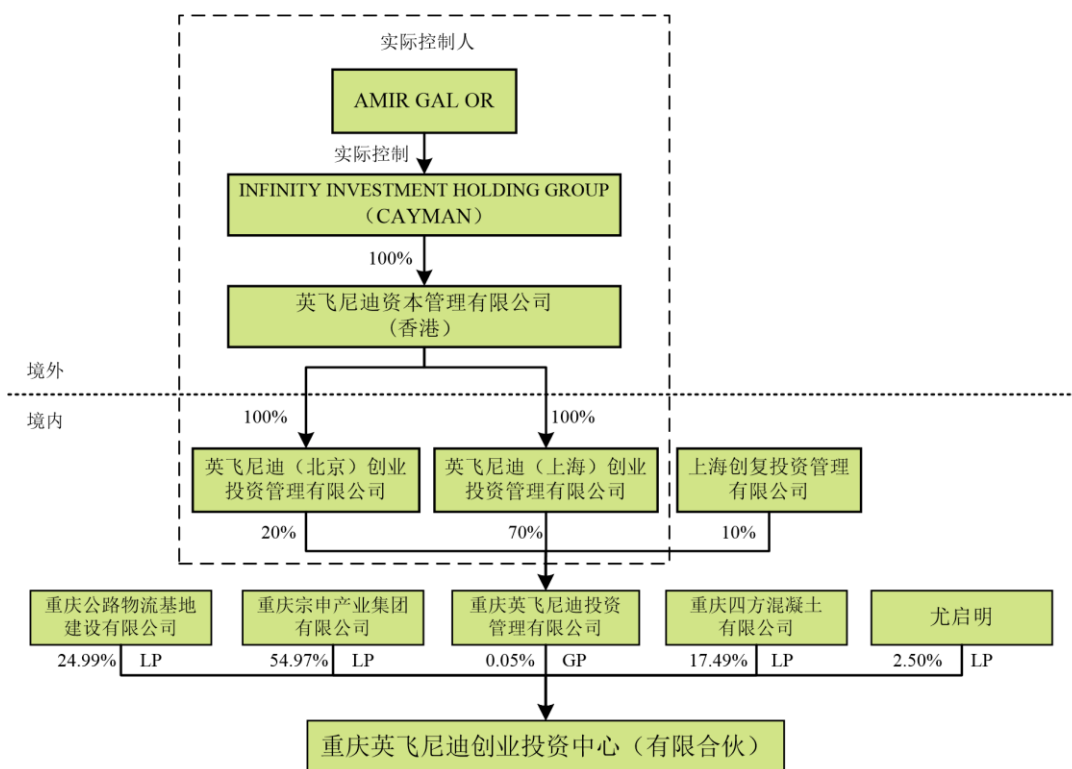 实际控制人
AMIR GAL OR
实际控制
INFINITY INVESTMENT HOLDING GROUP
（CAYMAN）
100%
英飞尼迪资本管理有限公司
(香港）
境外
境内
100%
100%
英飞尼迪（北京）创业
投资管理有限公司
英飞尼迪（上海）创业
投资管理有限公司
上海创复投资管理
有限公司
20%
70%
10%
重庆公路物流基地
建设有限公司
重庆宗申产业集团
有限公司
重庆英飞尼迪投资
管理有限公司
重庆四方混凝土
有限公司
尤启明
24.99% LP
54.97% LP
0.05% GP
17.49% LP
2.50% LP
重庆英飞尼迪创业投资中心（有限合伙）